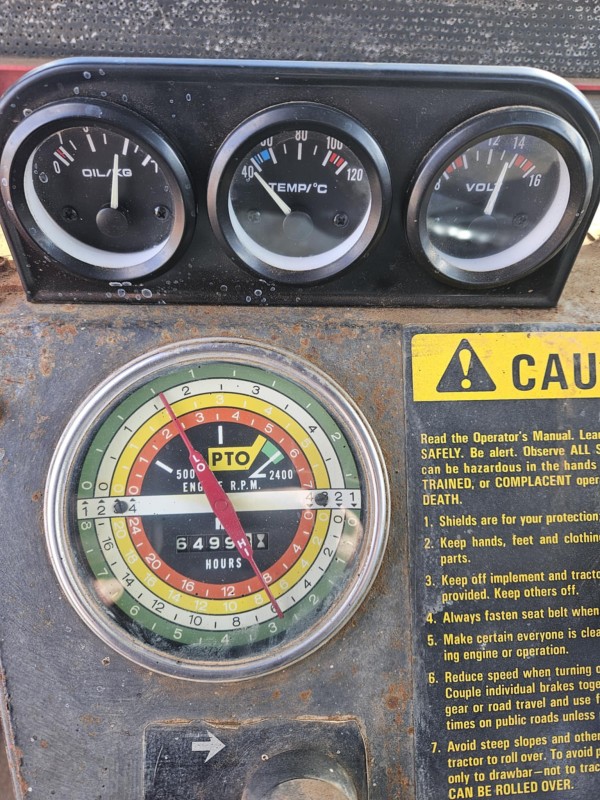 OIL/KG
0
40 60 80 100 120
TEMP/°C
8 12 14 16
VOLT
PTO
500 2400
ENGINE R.P.M.
LO
HI
6499
HOURS
CAU
Read the Operator's Manual. Lea
SAFELY. Be alert. Observe ALL S
can be hazardous in the hands
TRAINED, or COMPLACENT oper
DEATH.
1. Shields are for your protection;
2. Keep hands, feet and clothing
parts.
3. Keep off implement and tracto
provided. Keep others off.
4. Always fasten seat belt when
5. Make certain everyone is clea
ing engine or operation.
6. Reduce speed when turning o
Couple individual brakes toge
gear or road travel and use f
times on public roads unless
7. Avoid steep slopes and other
tractor to roll over. To avoid p
only to drawbar—not to trac
CAN BE ROLLED OVER.